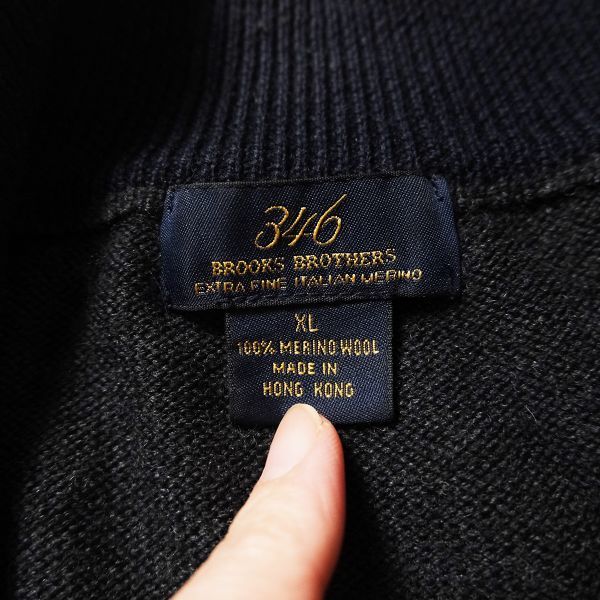 346
BROOKS BROTHERS
EXTRA FINE ITALIAN MERINO
XL
100% MERINO WOOL
MADE IN
HONG KONG